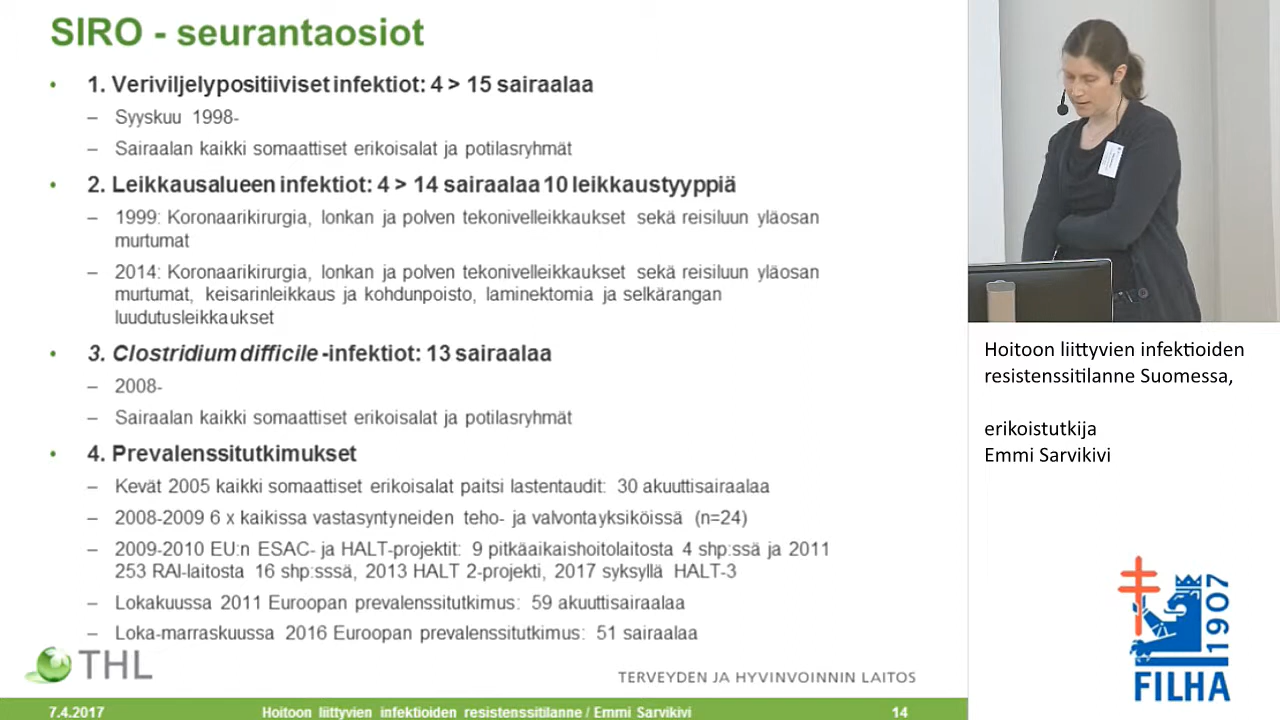 SIRO - seurantaosiot
• 1. Veriviljelypositiiviset infektiot: 4 > 15 sairaalaa
– Syyskuu 1998-
– Sairaalan kaikki somaattiset erikoisalat ja potilasryhmät
• 2. Leikkausalueen infektiot: 4 > 14 sairaalaa 10 leikkaustyyppiä
– 1999: Koronaarikirurgia, lonkan ja polven tekonivelleikkaukset sekä reisiluun yläosan
murtumat
– 2014: Koronaarikirurgia, lonkan ja polven tekonivelleikkaukset sekä reisiluun yläosan
murtumat, keisarinleikkaus ja kohdunpoisto, laminektomia ja selkärangan
luudutusleikkaukset
• 3. Clostridium difficile -infektiot: 13 sairaalaa
– 2008-
– Sairaalan kaikki somaattiset erikoisalat ja potilasryhmät
• 4. Prevalenssitutkimukset
– Kevät 2005 kaikki somaattiset erikoisalat paitsi lastentaudit: 30 akuuttisairaalaa
– 2008-2009 6 x kaikissa vastasyntyneiden teho- ja valvontayksiköissä (n=24)
– 2009-2010 EU:n ESAC- ja HALT-projektit: 9 pitkäaikaishoitolaitosta 4 shp:ssä ja 2011
253 RAI-laitosta 16 shp:sssä, 2013 HALT 2-projekti, 2017 syksyllä HALT-3
– Lokakuussa 2011 Euroopan prevalenssitutkimus: 59 akuuttisairaalaa
– Loka-marraskuussa 2016 Euroopan prevalenssitutkimus: 51 sairaalaa
THL
TERVEYDEN JA HYVINVOINNIN LAITOS
7.4.2017 Hoitoon liittyvien infektioiden resistenssitilanne / Emmi Sarvikivi 14
Hoitoon liittyvien infektioiden
resistenssitilanne Suomessa,
erikoistutkija
Emmi Sarvikivi
1907
FILHA